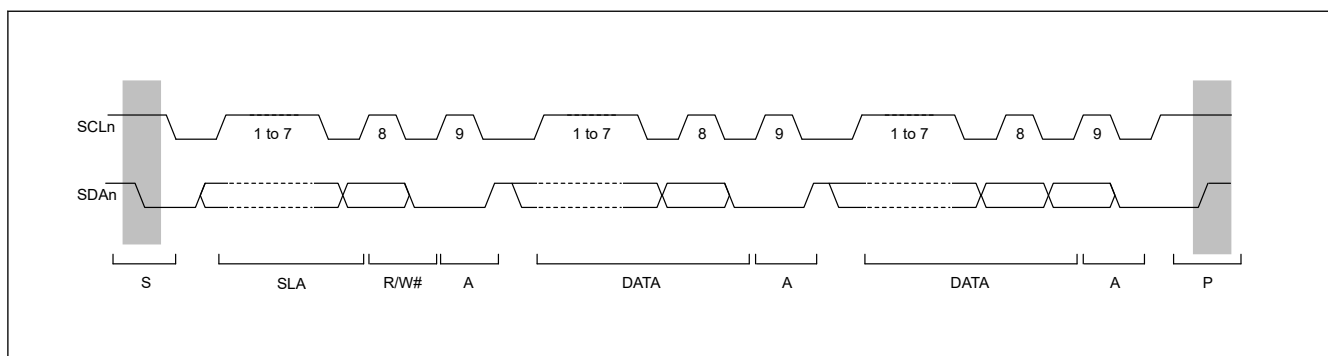 SCLn
1 to 7 8 9 1 to 7 8 9 1 to 7 8 9
SDAn
S SLA R/W# A DATA A DATA A P